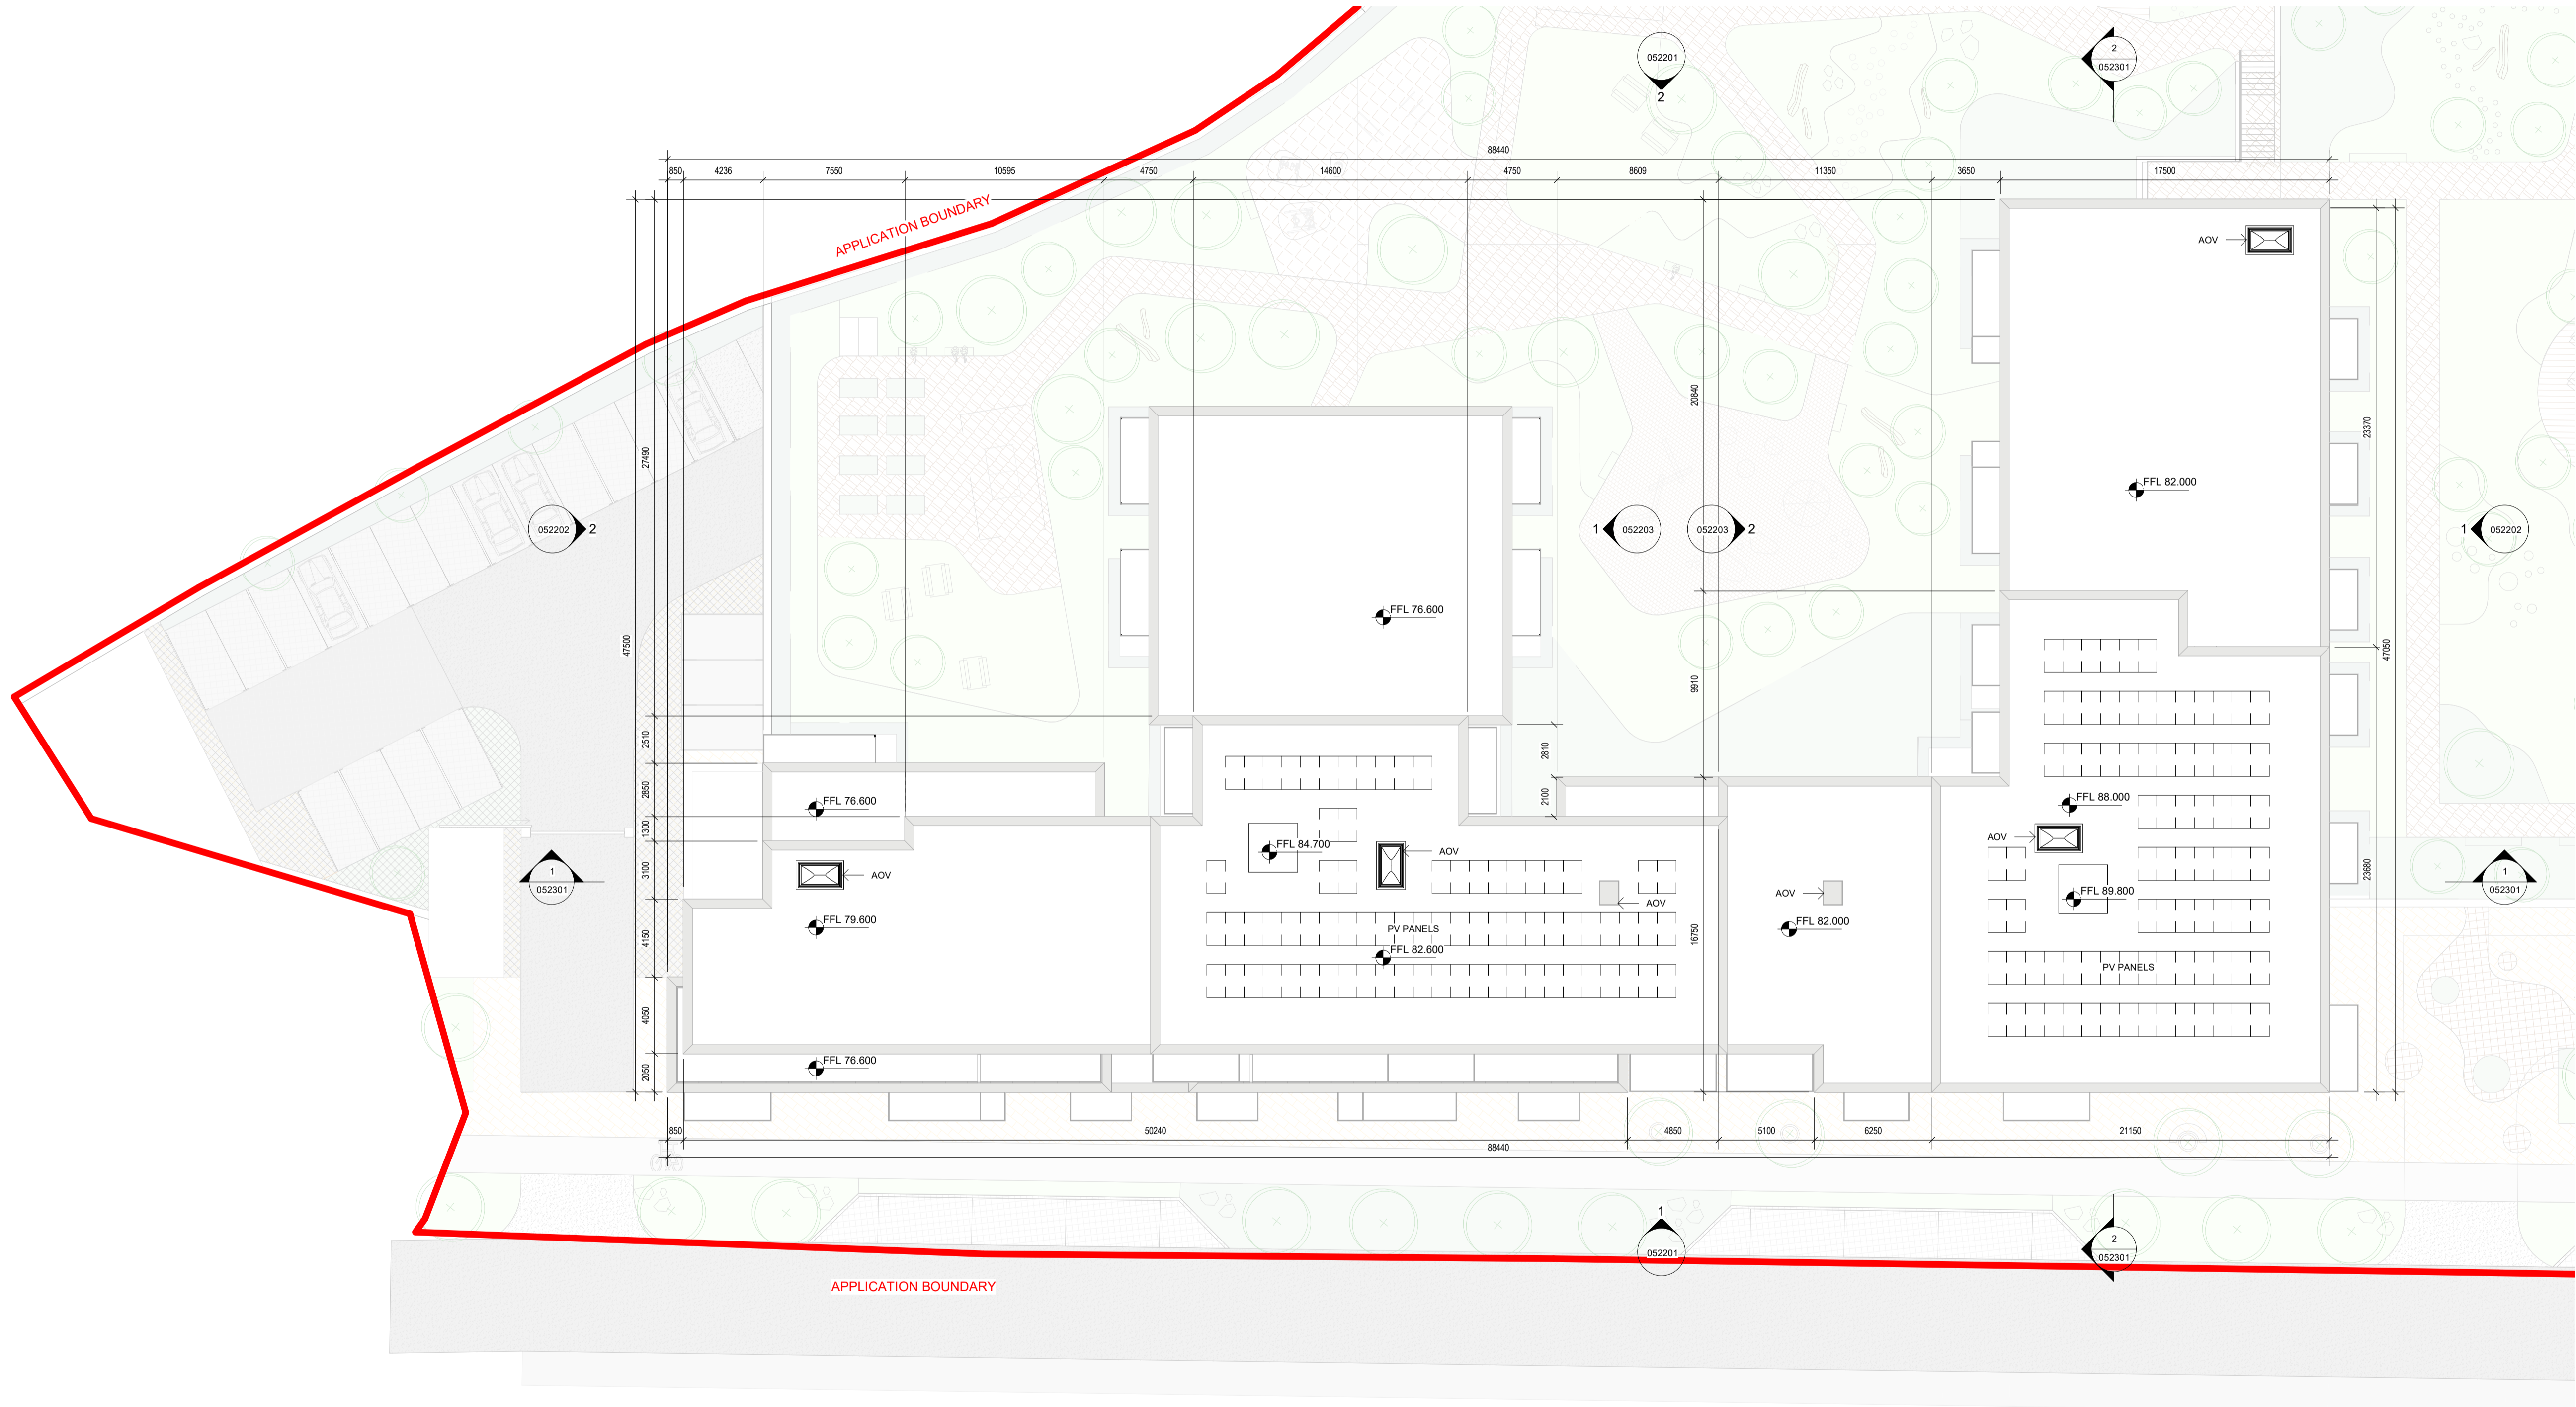 052201
2
2
052301
88440
850
4236
7550
10595
4750
14600
4750
8609
11350
3650
17500
APPLICATION BOUNDARY
AOV
27490
20840
23370
FFL 82.000
052202
2
1
052203
052203
2
1
052202
47500
FFL 76.600
47050
9910
2510
2810
2850
FFL 76.600
2100
FFL 88.000
1300
AOV
FFL 84.700
AOV
3100
AOV
1
052301
AOV
AOV
FFL 89.800
23680
1
052301
FFL 79.600
PV PANELS
FFL 82.600
FFL 82.000
16750
4150
PV PANELS
4050
FFL 76.600
2050
850
50240
4850
5100
6250
21150
88440
1
052201
2
052301
APPLICATION BOUNDARY